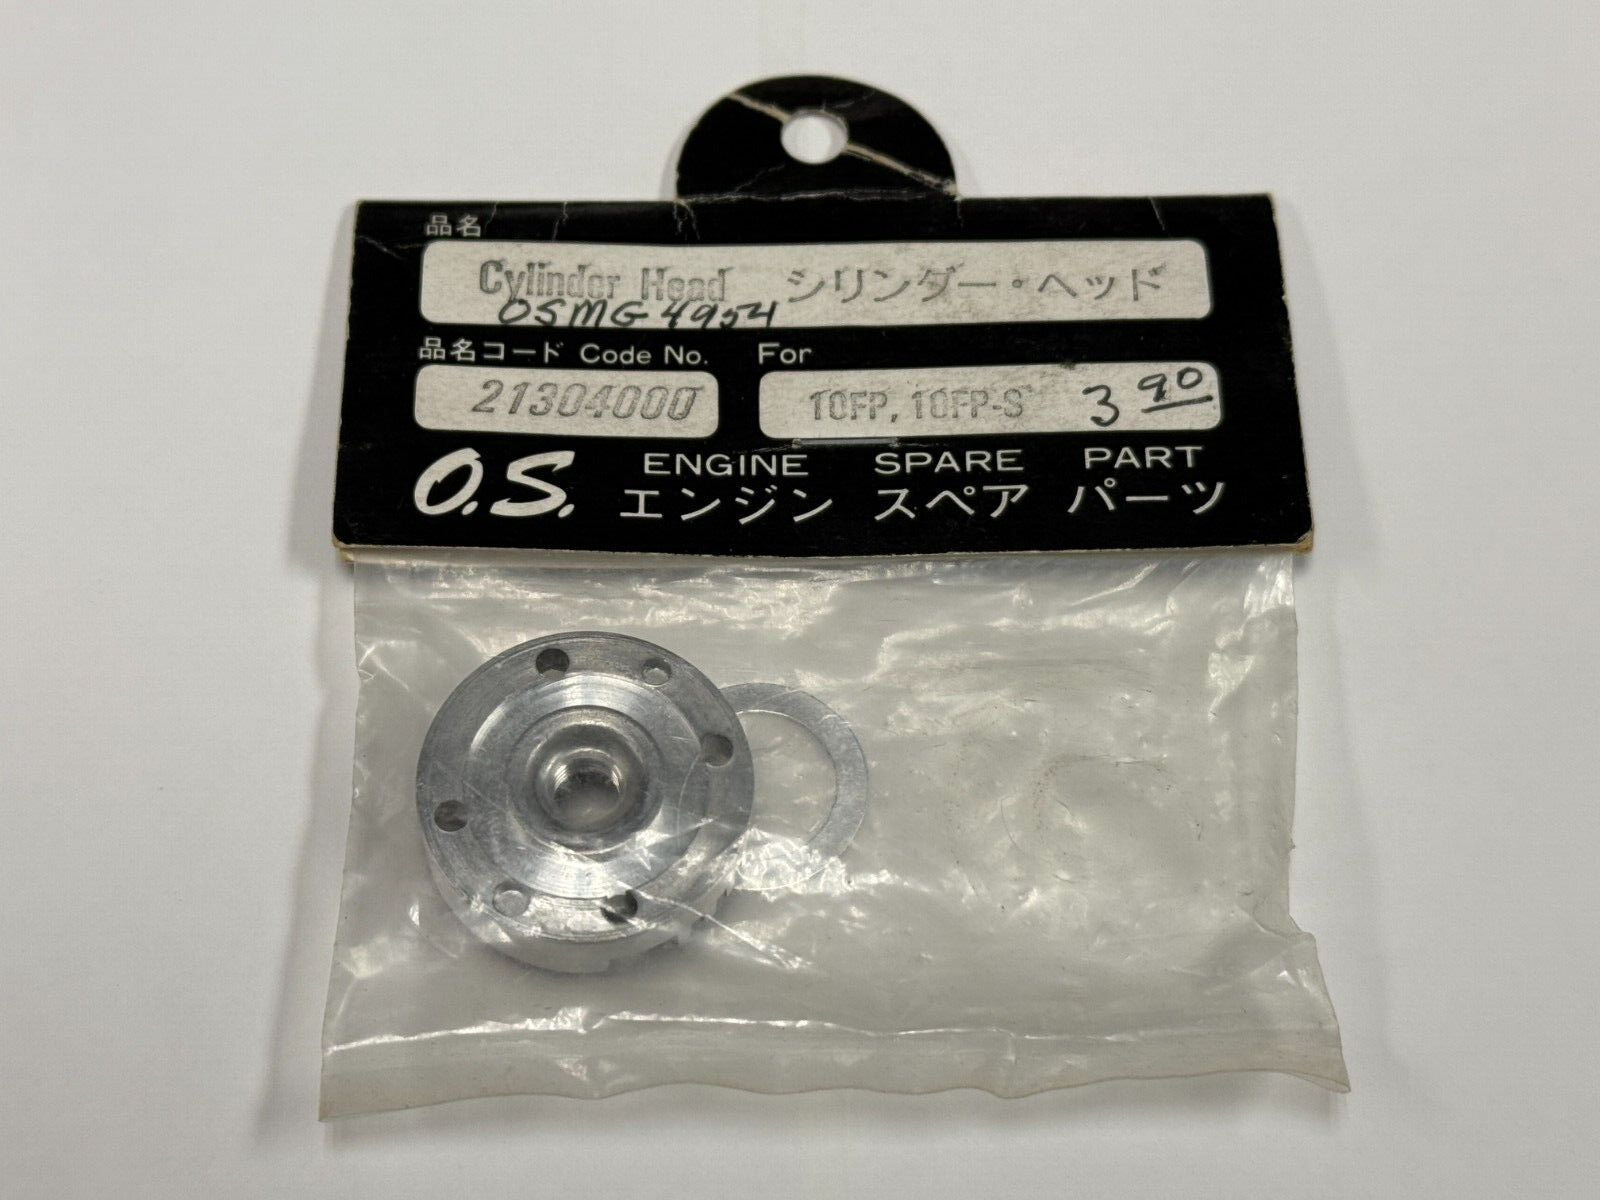 品名
Cylinder Head シリンダー・ヘッド
OSMG4954
品名コード Code No. For
21304000 10FP, 10FP-S 3 90
O.S. ENGINE SPARE PART
エンジン スペア パーツ